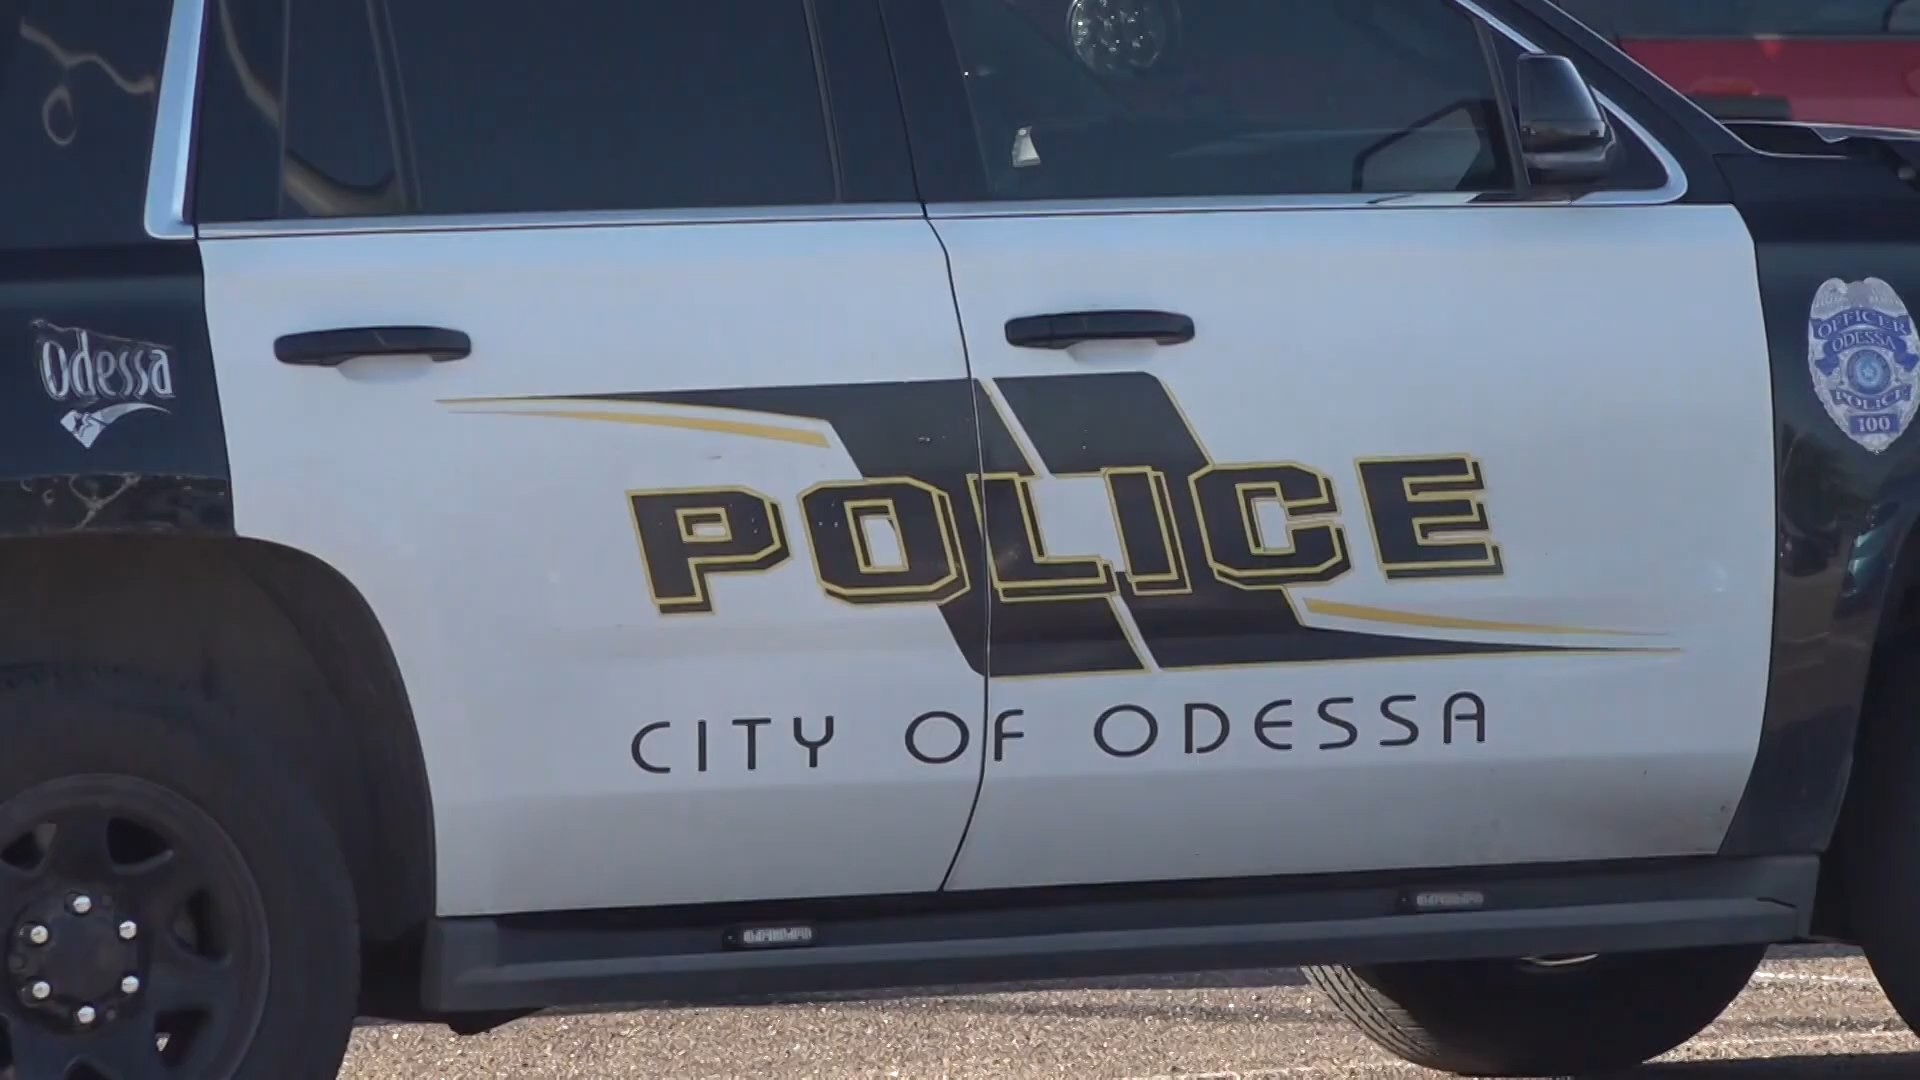 Odessa
POLICE
CITY OF ODESSA
OFFICER
ODESSA
POLICE
100